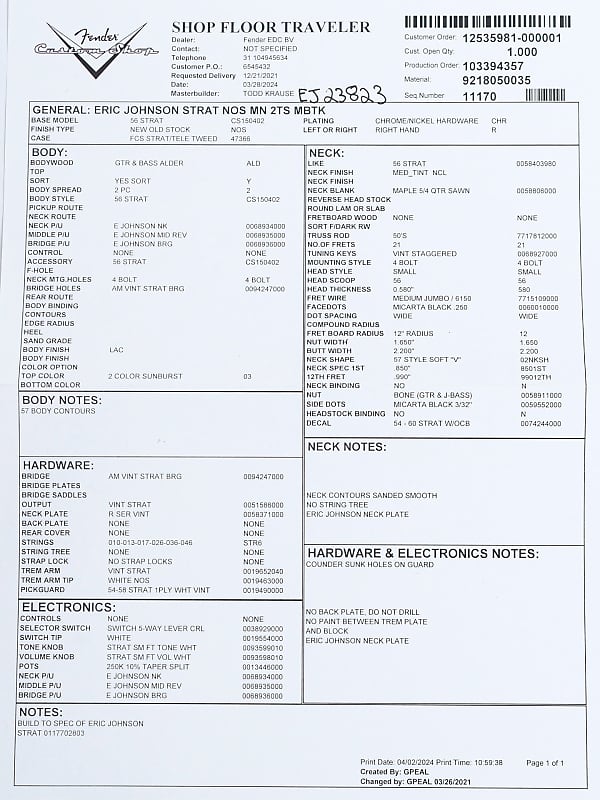 Fender
Custom Shop
SHOP FLOOR TRAVELER
Dealer: Fender EDC BV
Contact: NOT SPECIFIED
Telephone 31 104945634
Customer P.O.: 6545432
Requested Delivery 12/21/2021
Date: 03/28/2024
Masterbuilder: TODD KRAUSE
EJ23823
Customer Order: 12535981-000001
Cust. Open Qty: 1.000
Production Order: 103394357
Material: 9218050035
Seq Number 11170
GENERAL: ERIC JOHNSON STRAT NOS MN 2TS MBTK
BASE MODEL 56 STRAT CS150402 PLATING CHROME/NICKEL HARDWARE CHR
FINISH TYPE NEW OLD STOCK NOS LEFT OR RIGHT RIGHT HAND R
CASE FCS STRAT/TELE TWEED 47366
BODY:
BODYWOOD GTR & BASS ALDER ALD
TOP
SORT YES SORT Y
BODY SPREAD 2 PC 2
BODY STYLE 56 STRAT CS150402
PICKUP ROUTE
NECK ROUTE
NECK P/U E JOHNSON NK 0068934000
MIDDLE P/U E JOHNSON MID REV 0068935000
BRIDGE P/U E JOHNSON BRG 0068936000
CONTROL NONE NONE
ACCESSORY 56 STRAT CS150402
F-HOLE
NECK MTG.HOLES 4 BOLT 4 BOLT
BRIDGE HOLES AM VINT STRAT BRG 0094247000
REAR ROUTE
BODY BINDING
CONTOURS
EDGE RADIUS
HEEL
SAND GRADE
BODY FINISH LAC
BODY FINISH
COLOR OPTION
TOP COLOR 2 COLOR SUNBURST 03
BOTTOM COLOR
BODY NOTES:
57 BODY CONTOURS
HARDWARE:
BRIDGE AM VINT STRAT BRG 0094247000
BRIDGE PLATES
BRIDGE SADDLES
OUTPUT VINT STRAT 0051586000
NECK PLATE R SER VINT 0058371000
BACK PLATE NONE NONE
REAR COVER NONE NONE
STRINGS 010-013-017-026-036-046 STR6
STRING TREE NONE NONE
STRAP LOCK NO STRAP LOCKS NONE
TREM ARM VINT STRAT 0019652040
TREM ARM TIP WHITE NOS 0019463000
PICKGUARD 54-58 STRAT 1PLY WHT VINT 0019490000
ELECTRONICS:
CONTROLS NONE NONE
SELECTOR SWITCH SWITCH 5-WAY LEVER CRL 0038929000
SWITCH TIP WHITE 0019554000
TONE KNOB STRAT SM FT TONE WHT 0093599010
VOLUME KNOB STRAT SM FT VOL WHT 0093598010
POTS 250K 10% TAPER SPLIT 0013446000
NECK P/U E JOHNSON NK 0068934000
MIDDLE P/U E JOHNSON MID REV 0068935000
BRIDGE P/U E JOHNSON BRG 0068936000
NECK:
LIKE 56 STRAT 0058403980
NECK FINISH MED_TINT NCL
NECK FINISH
NECK BLANK MAPLE 5/4 QTR SAWN 0058806000
REVERSE HEAD STOCK
ROUND LAM OR SLAB
FRETBOARD WOOD NONE NONE
SORT F/DARK RW
TRUSS ROD 50'S 7717812000
NO.OF FRETS 21 21
TUNING KEYS VINT STAGGERED 0068927000
MOUNTING STYLE 4 BOLT 4 BOLT
HEAD STYLE SMALL SMALL
HEAD SCOOP 56 56
HEAD THICKNESS 0.580" 580
FRET WIRE MEDIUM JUMBO / 6150 7715109000
FACEDOTS MICARTA BLACK .250 0060010000
DOT SPACING WIDE WIDE
COMPOUND RADIUS
FRET BOARD RADIUS 12" RADIUS 12
NUT WIDTH 1.650" 1.650
BUTT WIDTH 2.200" 2.200
NECK SHAPE 57 STYLE SOFT "V" 02NKSH
NECK SPEC 1ST .850" 8501ST
12TH FRET .990" 99012TH
NECK BINDING NO N
NUT BONE (GTR & J-BASS) 0058911000
SIDE DOTS MICARTA BLACK 3/32" 0059552000
HEADSTOCK BINDING NO N
DECAL 54 - 60 STRAT W/OCB 0074244000
NECK NOTES:
NECK CONTOURS SANDED SMOOTH
NO STRING TREE
ERIC JOHNSON NECK PLATE
HARDWARE & ELECTRONICS NOTES:
COUNDER SUNK HOLES ON GUARD
NO BACK PLATE, DO NOT DRILL
NO PAINT BETWEEN TREM PLATE
AND BLOCK
ERIC JOHNSON NECK PLATE
NOTES:
BUILD TO SPEC OF ERIC JOHNSON
STRAT 0117702803
Print Date: 04/02/2024 Print Time: 10:59:38 Page 1 of 1
Created By: GPEAL
Changed by: GPEAL 03/26/2021